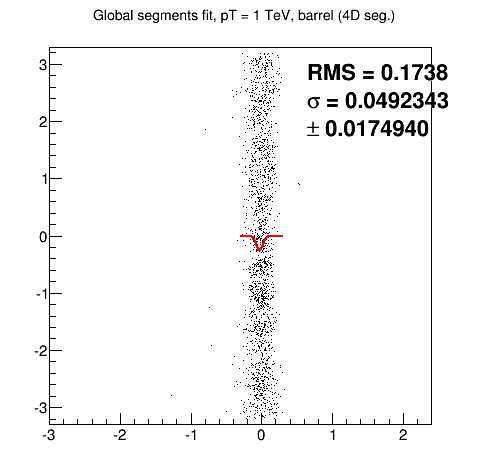 Global segments fit, pT = 1 TeV, barrel (4D seg.)
RMS = 0.1738
σ = 0.0492343
± 0.0174940
3
2
1
0
-1
-2
-3
-3 -2 -1 0 1 2